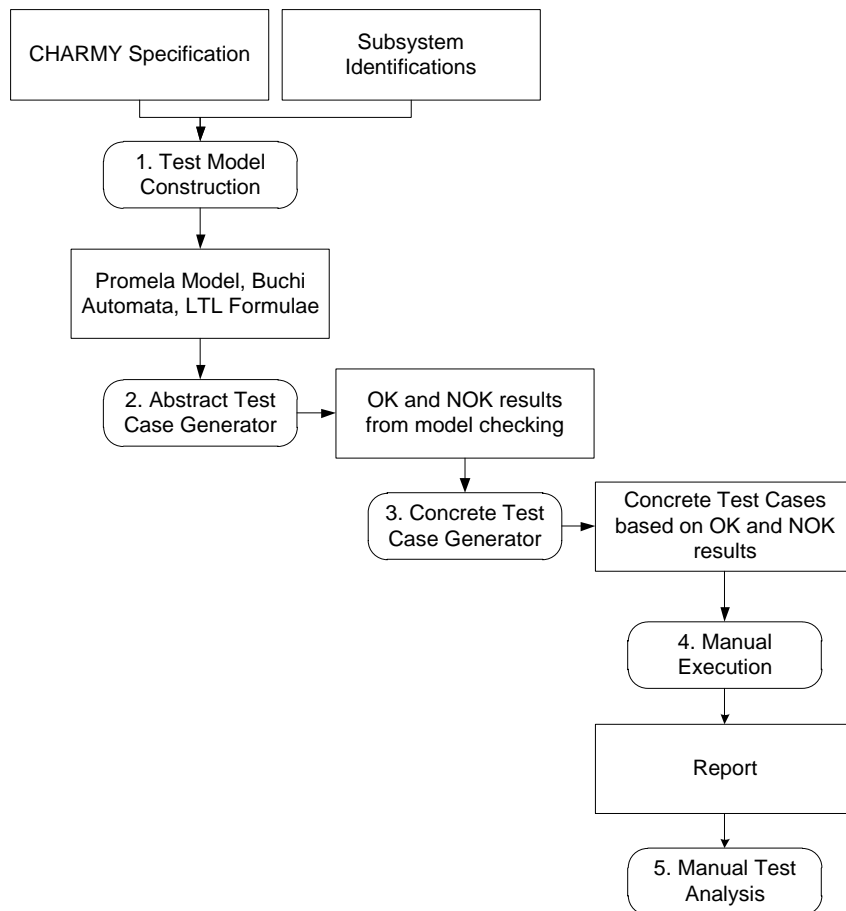 CHARMY Specification
Subsystem
Identifications
1. Test Model
Construction
Promela Model, Buchi
Automata, LTL Formulae
2. Abstract Test
Case Generator
OK and NOK results
from model checking
3. Concrete Test
Case Generator
Concrete Test Cases
based on OK and NOK
results
4. Manual
Execution
Report
5. Manual Test
Analysis